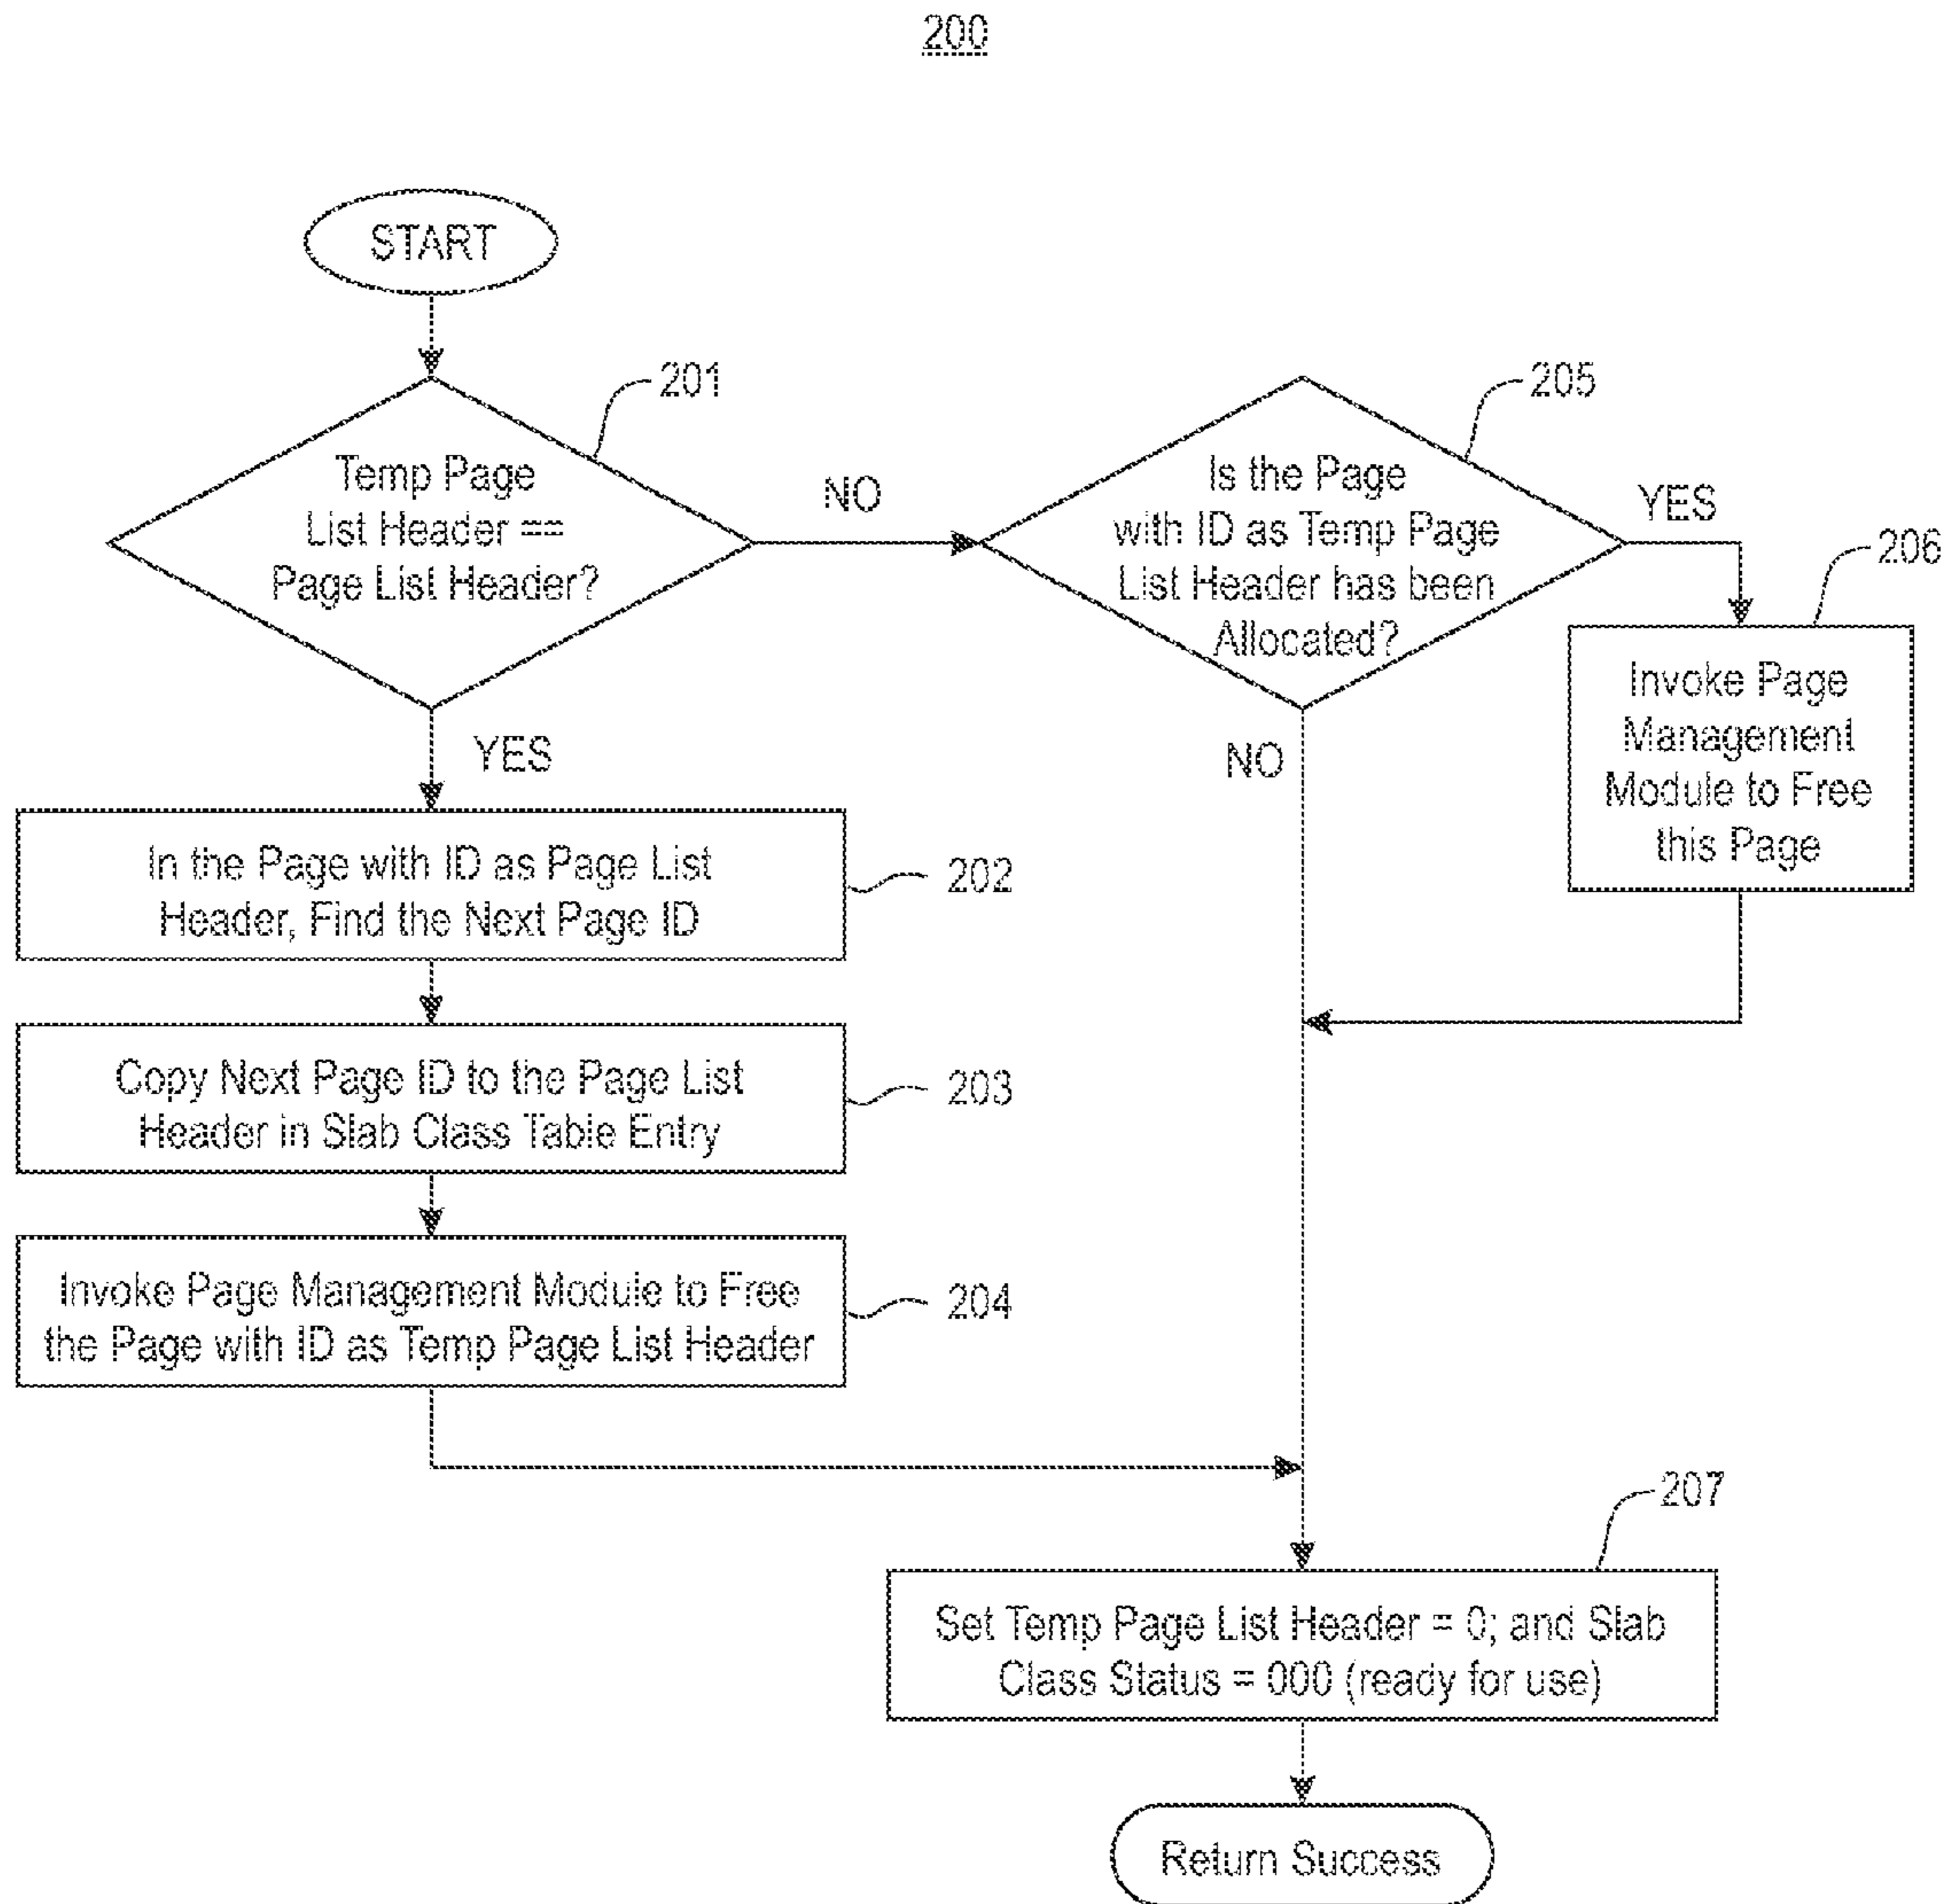 200
START
201
Temp Page
List Header ==
Page List Header?
NO
205
Is the Page
with ID as Temp Page
List Header has been
Allocated?
YES
206
Invoke Page
Management
Module to Free
this Page
YES
NO
In the Page with ID as Page List
Header, Find the Next Page ID
202
Copy Next Page ID to the Page List
Header in Slab Class Table Entry
203
Invoke Page Management Module to Free
the Page with ID as Temp Page List Header
204
207
Set Temp Page List Header = 0; and Slab
Class Status = 000 (ready for use)
Return Success